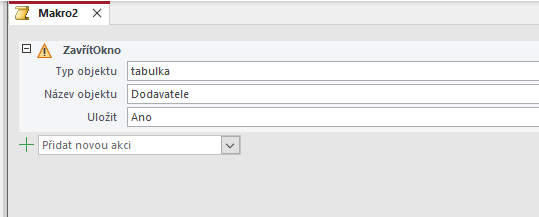 Makro2
ZavřítOkno
Typ objektu tabulka
Název objektu Dodavatele
Uložit Ano
Přidat novou akci